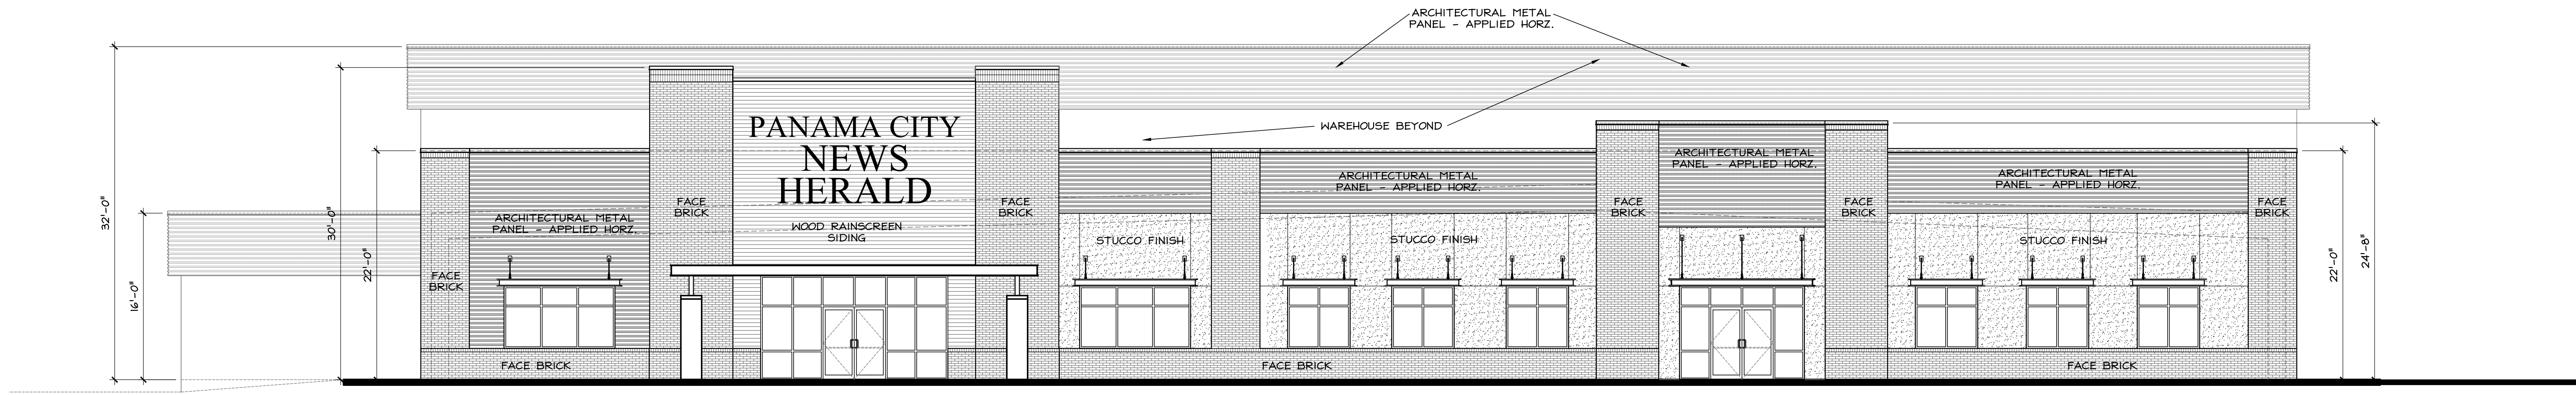 ARCHITECTURAL METAL
PANEL - APPLIED HORZ.
WAREHOUSE BEYOND
32'-0"
16'-0"
30'-0"
22'-0"
PANAMA CITY
NEWS
HERALD
WOOD RAINSCREEN
SIDING
FACE
BRICK
FACE
BRICK
FACE
BRICK
ARCHITECTURAL METAL
PANEL - APPLIED HORZ.
FACE BRICK
STUCCO FINISH
ARCHITECTURAL METAL
PANEL - APPLIED HORZ.
STUCCO FINISH
FACE BRICK
FACE
BRICK
ARCHITECTURAL METAL
PANEL - APPLIED HORZ.
FACE
BRICK
ARCHITECTURAL METAL
PANEL - APPLIED HORZ.
STUCCO FINISH
FACE BRICK
FACE
BRICK
22'-0"
24'-8"